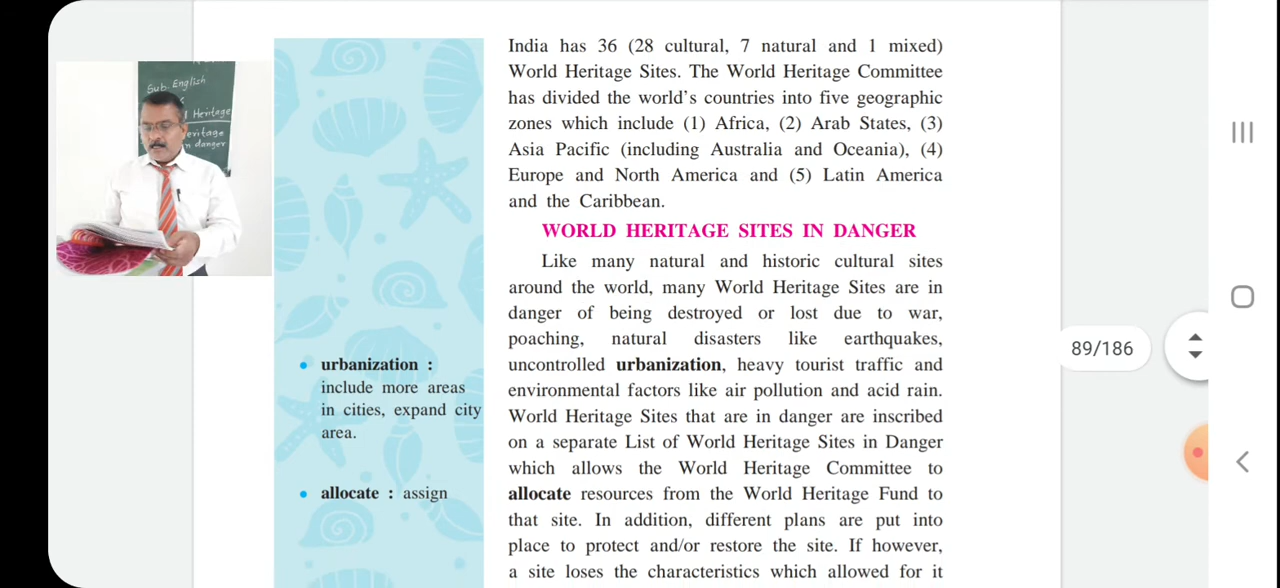 Sub. English
Heritage
eritage
n danger
India has 36 (28 cultural, 7 natural and 1 mixed)
World Heritage Sites. The World Heritage Committee
has divided the world's countries into five geographic
zones which include (1) Africa, (2) Arab States, (3)
Asia Pacific (including Australia and Oceania), (4)
Europe and North America and (5) Latin America
and the Caribbean.
WORLD HERITAGE SITES IN DANGER
Like many natural and historic cultural sites
around the world, many World Heritage Sites are in
danger of being destroyed or lost due to war,
poaching, natural disasters like earthquakes,
uncontrolled urbanization, heavy tourist traffic and
environmental factors like air pollution and acid rain.
World Heritage Sites that are in danger are inscribed
on a separate List of World Heritage Sites in Danger
which allows the World Heritage Committee to
allocate resources from the World Heritage Fund to
that site. In addition, different plans are put into
place to protect and/or restore the site. If however,
a site loses the characteristics which allowed for it
• urbanization :
include more areas
in cities, expand city
area.
• allocate : assign
89/186